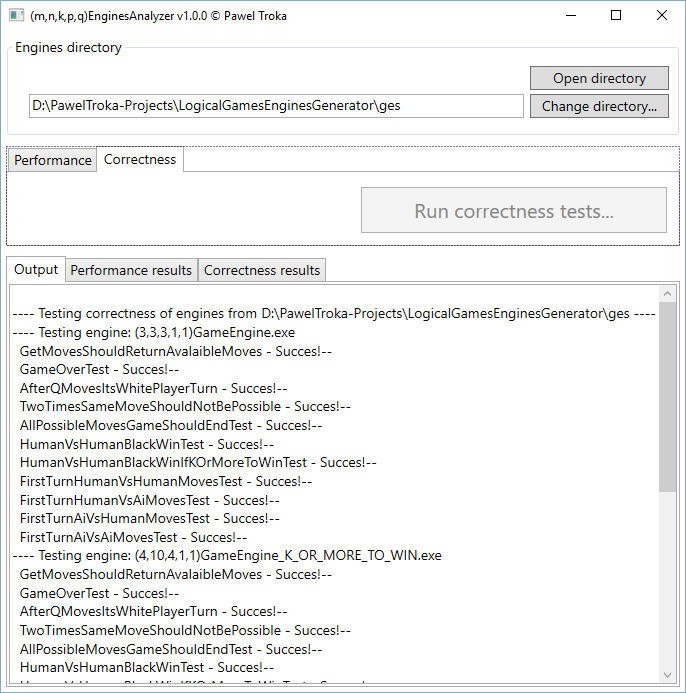 (m,n,k,p,q)EnginesAnalyzer v1.0.0 © Pawel Troka
Engines directory
Open directory
D:\PawelTroka-Projects\LogicalGamesEnginesGenerator\ges
Change directory...
Performance
Correctness
Run correctness tests...
Output
Performance results
Correctness results
---- Testing correctness of engines from D:\PawelTroka-Projects\LogicalGamesEnginesGenerator\ges ----
---- Testing engine: (3,3,3,1,1)GameEngine.exe
GetMovesShouldReturnAvalaibleMoves - Succes!--
GameOverTest - Succes!--
AfterQMovesItsWhitePlayerTurn - Succes!--
TwoTimesSameMoveShouldNotBePossible - Succes!--
AllPossibleMovesGameShouldEndTest - Succes!--
HumanVsHumanBlackWinTest - Succes!--
HumanVsHumanBlackWinIfKOrMoreToWinTest - Succes!--
FirstTurnHumanVsHumanMovesTest - Succes!--
FirstTurnHumanVsAiMovesTest - Succes!--
FirstTurnAiVsHumanMovesTest - Succes!--
FirstTurnAiVsAiMovesTest - Succes!--
---- Testing engine: (4,10,4,1,1)GameEngine_K_OR_MORE_TO_WIN.exe
GetMovesShouldReturnAvalaibleMoves - Succes!--
GameOverTest - Succes!--
AfterQMovesItsWhitePlayerTurn - Succes!--
TwoTimesSameMoveShouldNotBePossible - Succes!--
AllPossibleMovesGameShouldEndTest - Succes!--
HumanVsHumanBlackWinTest - Succes!--
HumanVsHumanBlackWinIfKOrMoreToWinTest - Succes!--